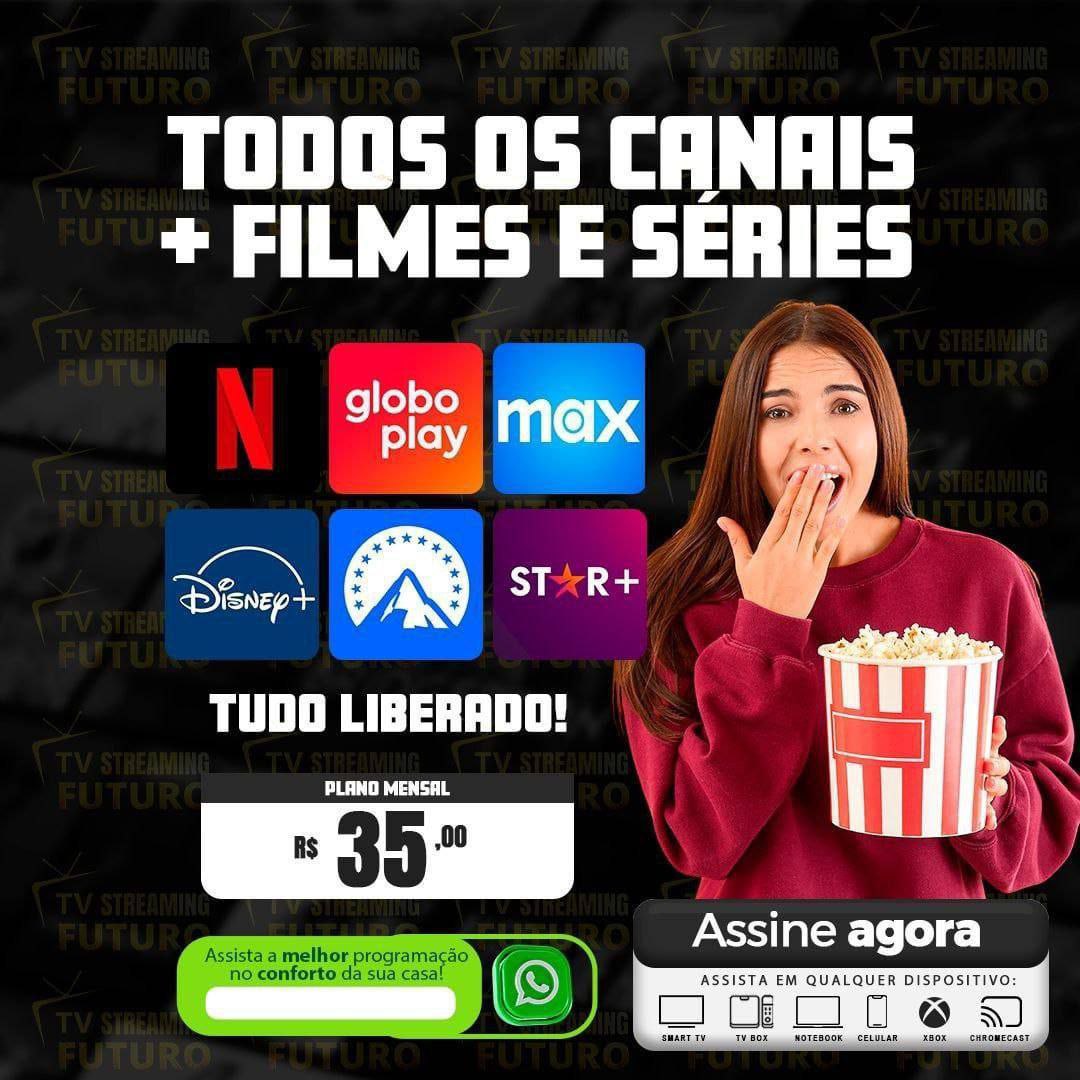 TV STREAMING
FUTURO
TODOS OS CANAIS
+ FILMES E SÉRIES
N
globo
play
max
Disney+
ST★R+
TUDO LIBERADO!
PLANO MENSAL
R$ 35,00
Assista a melhor programação
no conforto da sua casa!
Assine agora
ASSISTA EM QUALQUER DISPOSITIVO:
SMART TV TV BOX NOTEBOOK CELULAR XBOX CHROMECAST